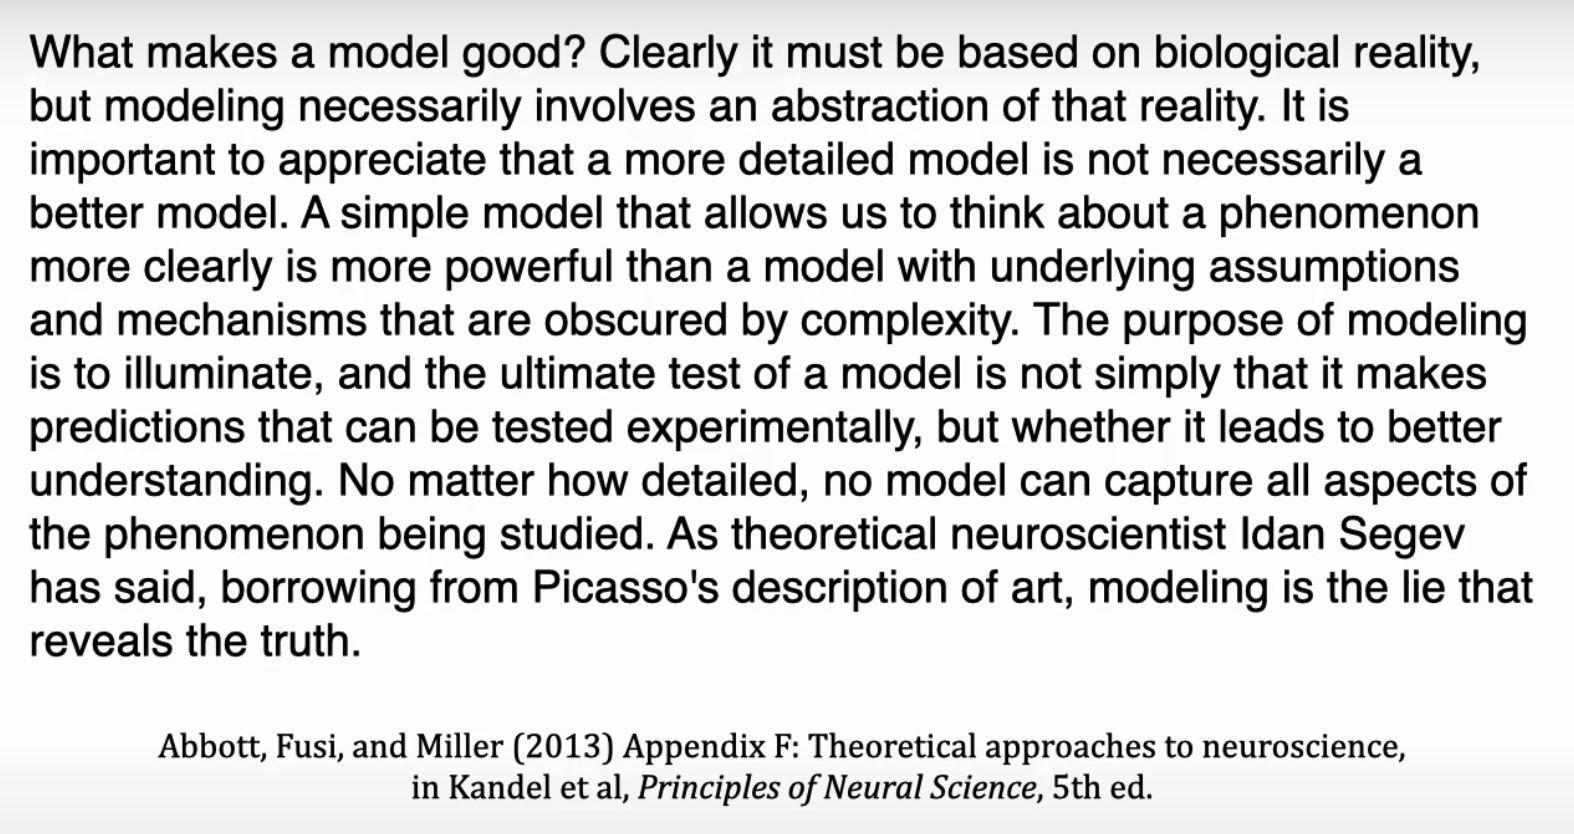 What makes a model good? Clearly it must be based on biological reality,
but modeling necessarily involves an abstraction of that reality. It is
important to appreciate that a more detailed model is not necessarily a
better model. A simple model that allows us to think about a phenomenon
more clearly is more powerful than a model with underlying assumptions
and mechanisms that are obscured by complexity. The purpose of modeling
is to illuminate, and the ultimate test of a model is not simply that it makes
predictions that can be tested experimentally, but whether it leads to better
understanding. No matter how detailed, no model can capture all aspects of
the phenomenon being studied. As theoretical neuroscientist Idan Segev
has said, borrowing from Picasso's description of art, modeling is the lie that
reveals the truth.
Abbott, Fusi, and Miller (2013) Appendix F: Theoretical approaches to neuroscience,
in Kandel et al, Principles of Neural Science, 5th ed.